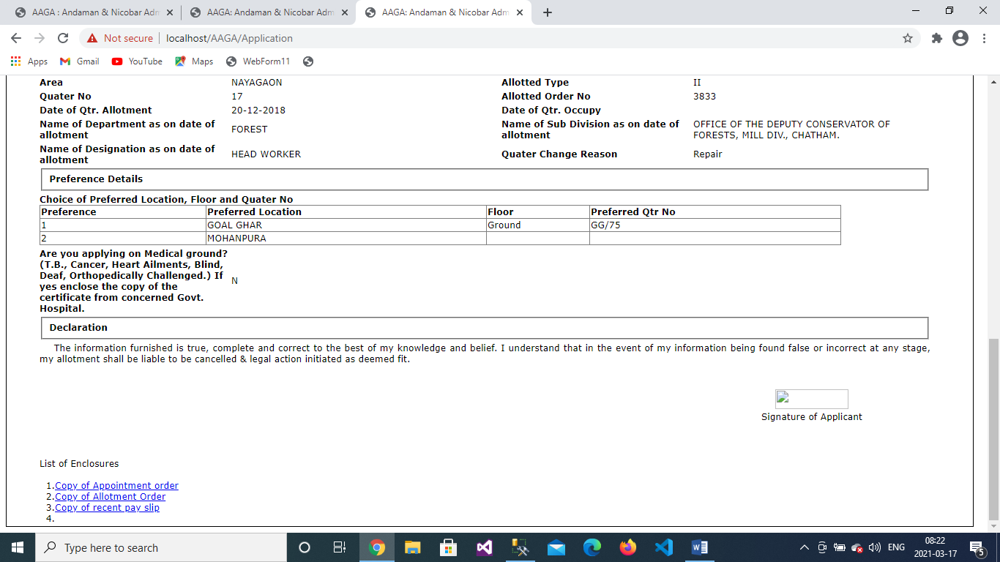 AAGA : Andaman & Nicobar Adm
AAGA: Andaman & Nicobar Adm
AAGA: Andaman & Nicobar Adm
Not secure
localhost/AAGA/Application
Apps
Gmail
YouTube
Maps
WebForm11
Area NAYAGAON Allotted Type II
Quater No 17 Allotted Order No 3833
Date of Qtr. Allotment 20-12-2018 Date of Qtr. Occupy
Name of Department as on date of allotment FOREST Name of Sub Division as on date of allotment OFFICE OF THE DEPUTY CONSERVATOR OF FORESTS, MILL DIV., CHATHAM.
Name of Designation as on date of allotment HEAD WORKER Quater Change Reason Repair
Preference Details
Choice of Preferred Location, Floor and Quater No
Preference Preferred Location Floor Preferred Qtr No
1 GOAL GHAR Ground GG/75
2 MOHANPURA
Are you applying on Medical ground?
(T.B., Cancer, Heart Ailments, Blind,
Deaf, Orthopedically Challenged.) If
yes enclose the copy of the
certificate from concerned Govt.
Hospital.
N
Declaration
The information furnished is true, complete and correct to the best of my knowledge and belief. I understand that in the event of my information being found false or incorrect at any stage,
my allotment shall be liable to be cancelled & legal action initiated as deemed fit.
Signature of Applicant
List of Enclosures
1.Copy of Appointment order
2.Copy of Allotment Order
3.Copy of recent pay slip
4.
Type here to search
ENG
08:22
2021-03-17
5